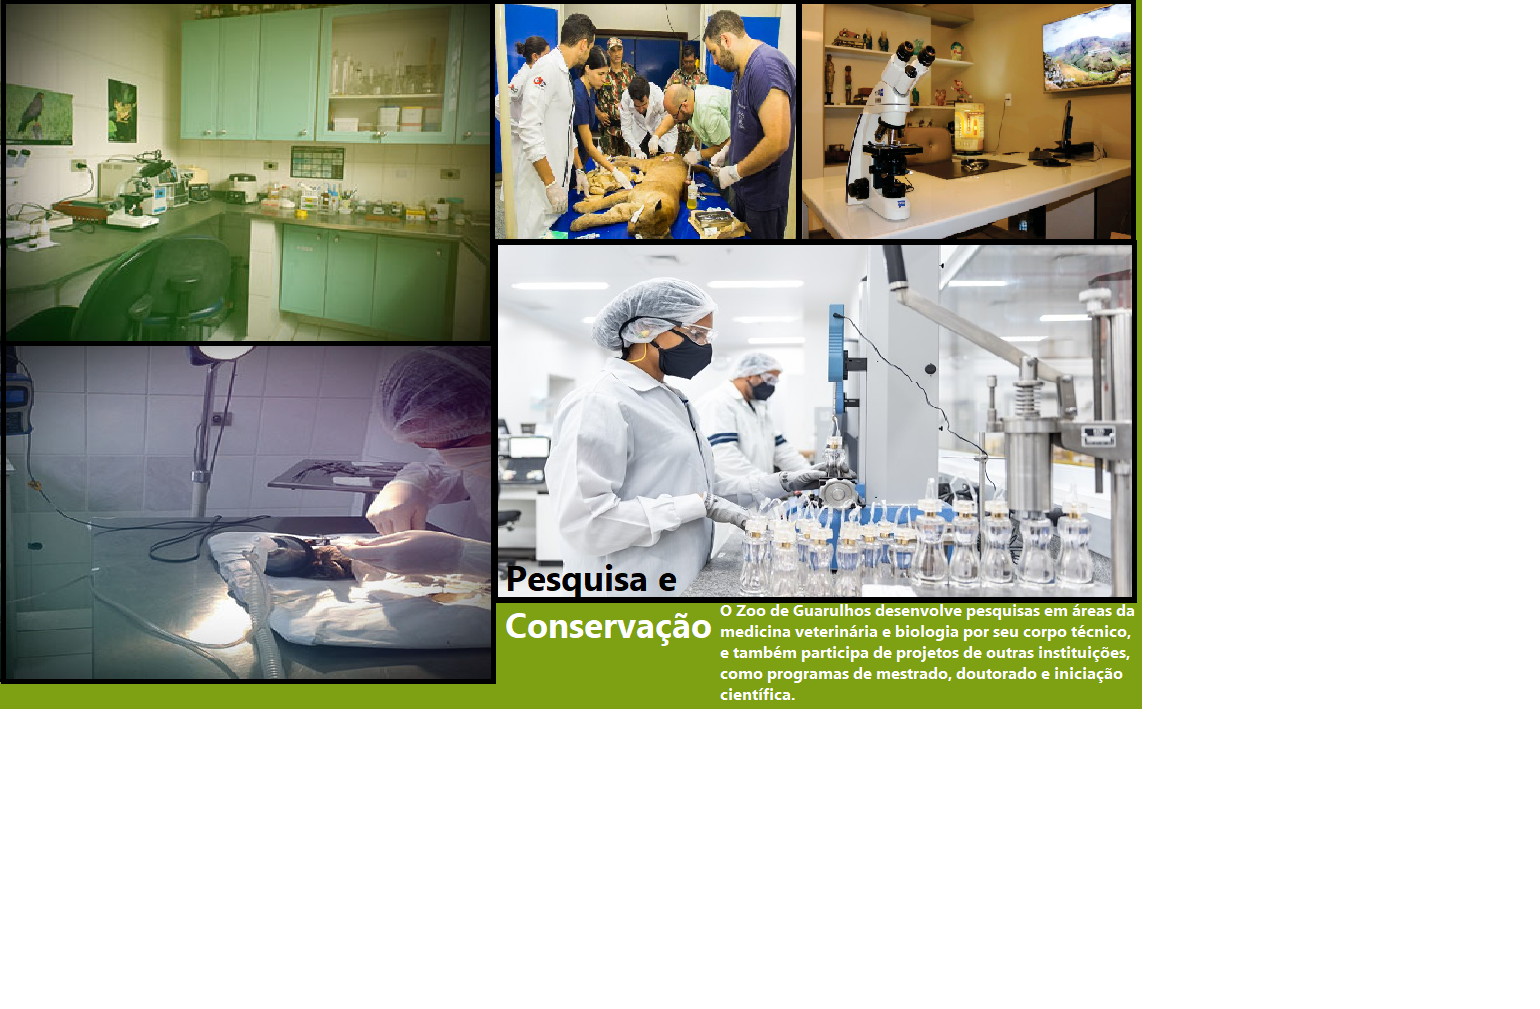 Pesquisa e
Conservação
O Zoo de Guarulhos desenvolve pesquisas em áreas da
medicina veterinária e biologia por seu corpo técnico,
e também participa de projetos de outras instituições,
como programas de mestrado, doutorado e iniciação
científica.